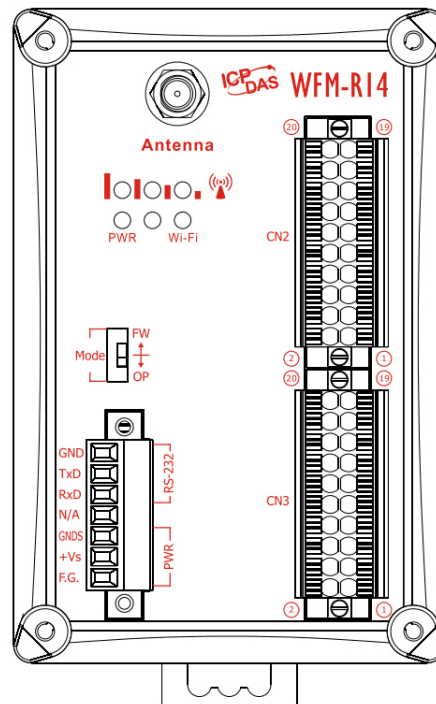 ICP DAS WFM-R14
Antenna
PWR Wi-Fi
FW
Mode
OP
GND
TxD
RxD
N/A
GNDS
+Vs
F.G.
RS-232
PWR
20 19
CN2
2 1
20 19
CN3
2 1